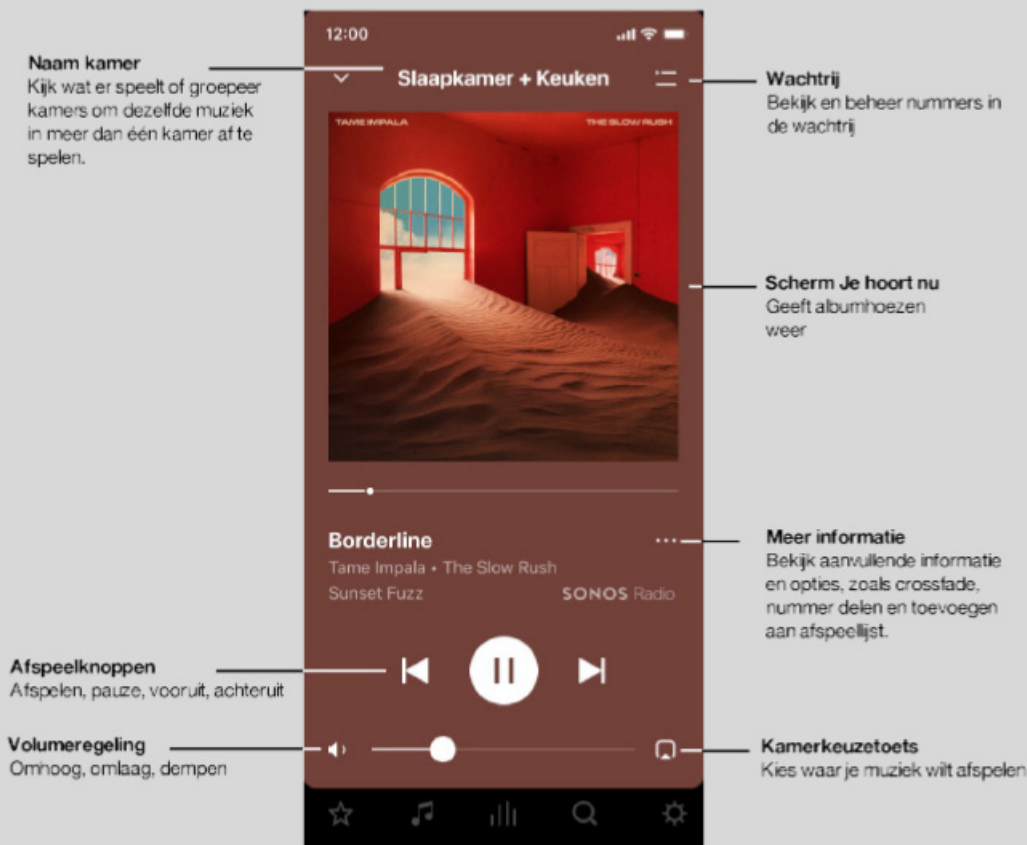 12:00
Naam kamer
Kijk wat er speelt of groepeer
kamers om dezelfde muziek
in meer dan één kamer af te
spelen.
Slaapkamer + Keuken
Wachtrij
Bekijk en beheer nummers in
de wachtrij
TAME IMPALA
THE SLOW RUSH
Scherm Je hoort nu
Geeft albumhoezen
weer
Borderline
Tame Impala • The Slow Rush
Sunset Fuzz
SONOS Radio
Meer informatie
Bekijk aanvullende informatie
en opties, zoals crossfade,
nummer delen en toevoegen
aan afspeellijst.
Afspeelknoppen
Afspelen, pauze, vooruit, achteruit
Volumeregeling
Omhoog, omlaag, dempen
Kamerkeuzetoets
Kies waar je muziek wilt afspelen